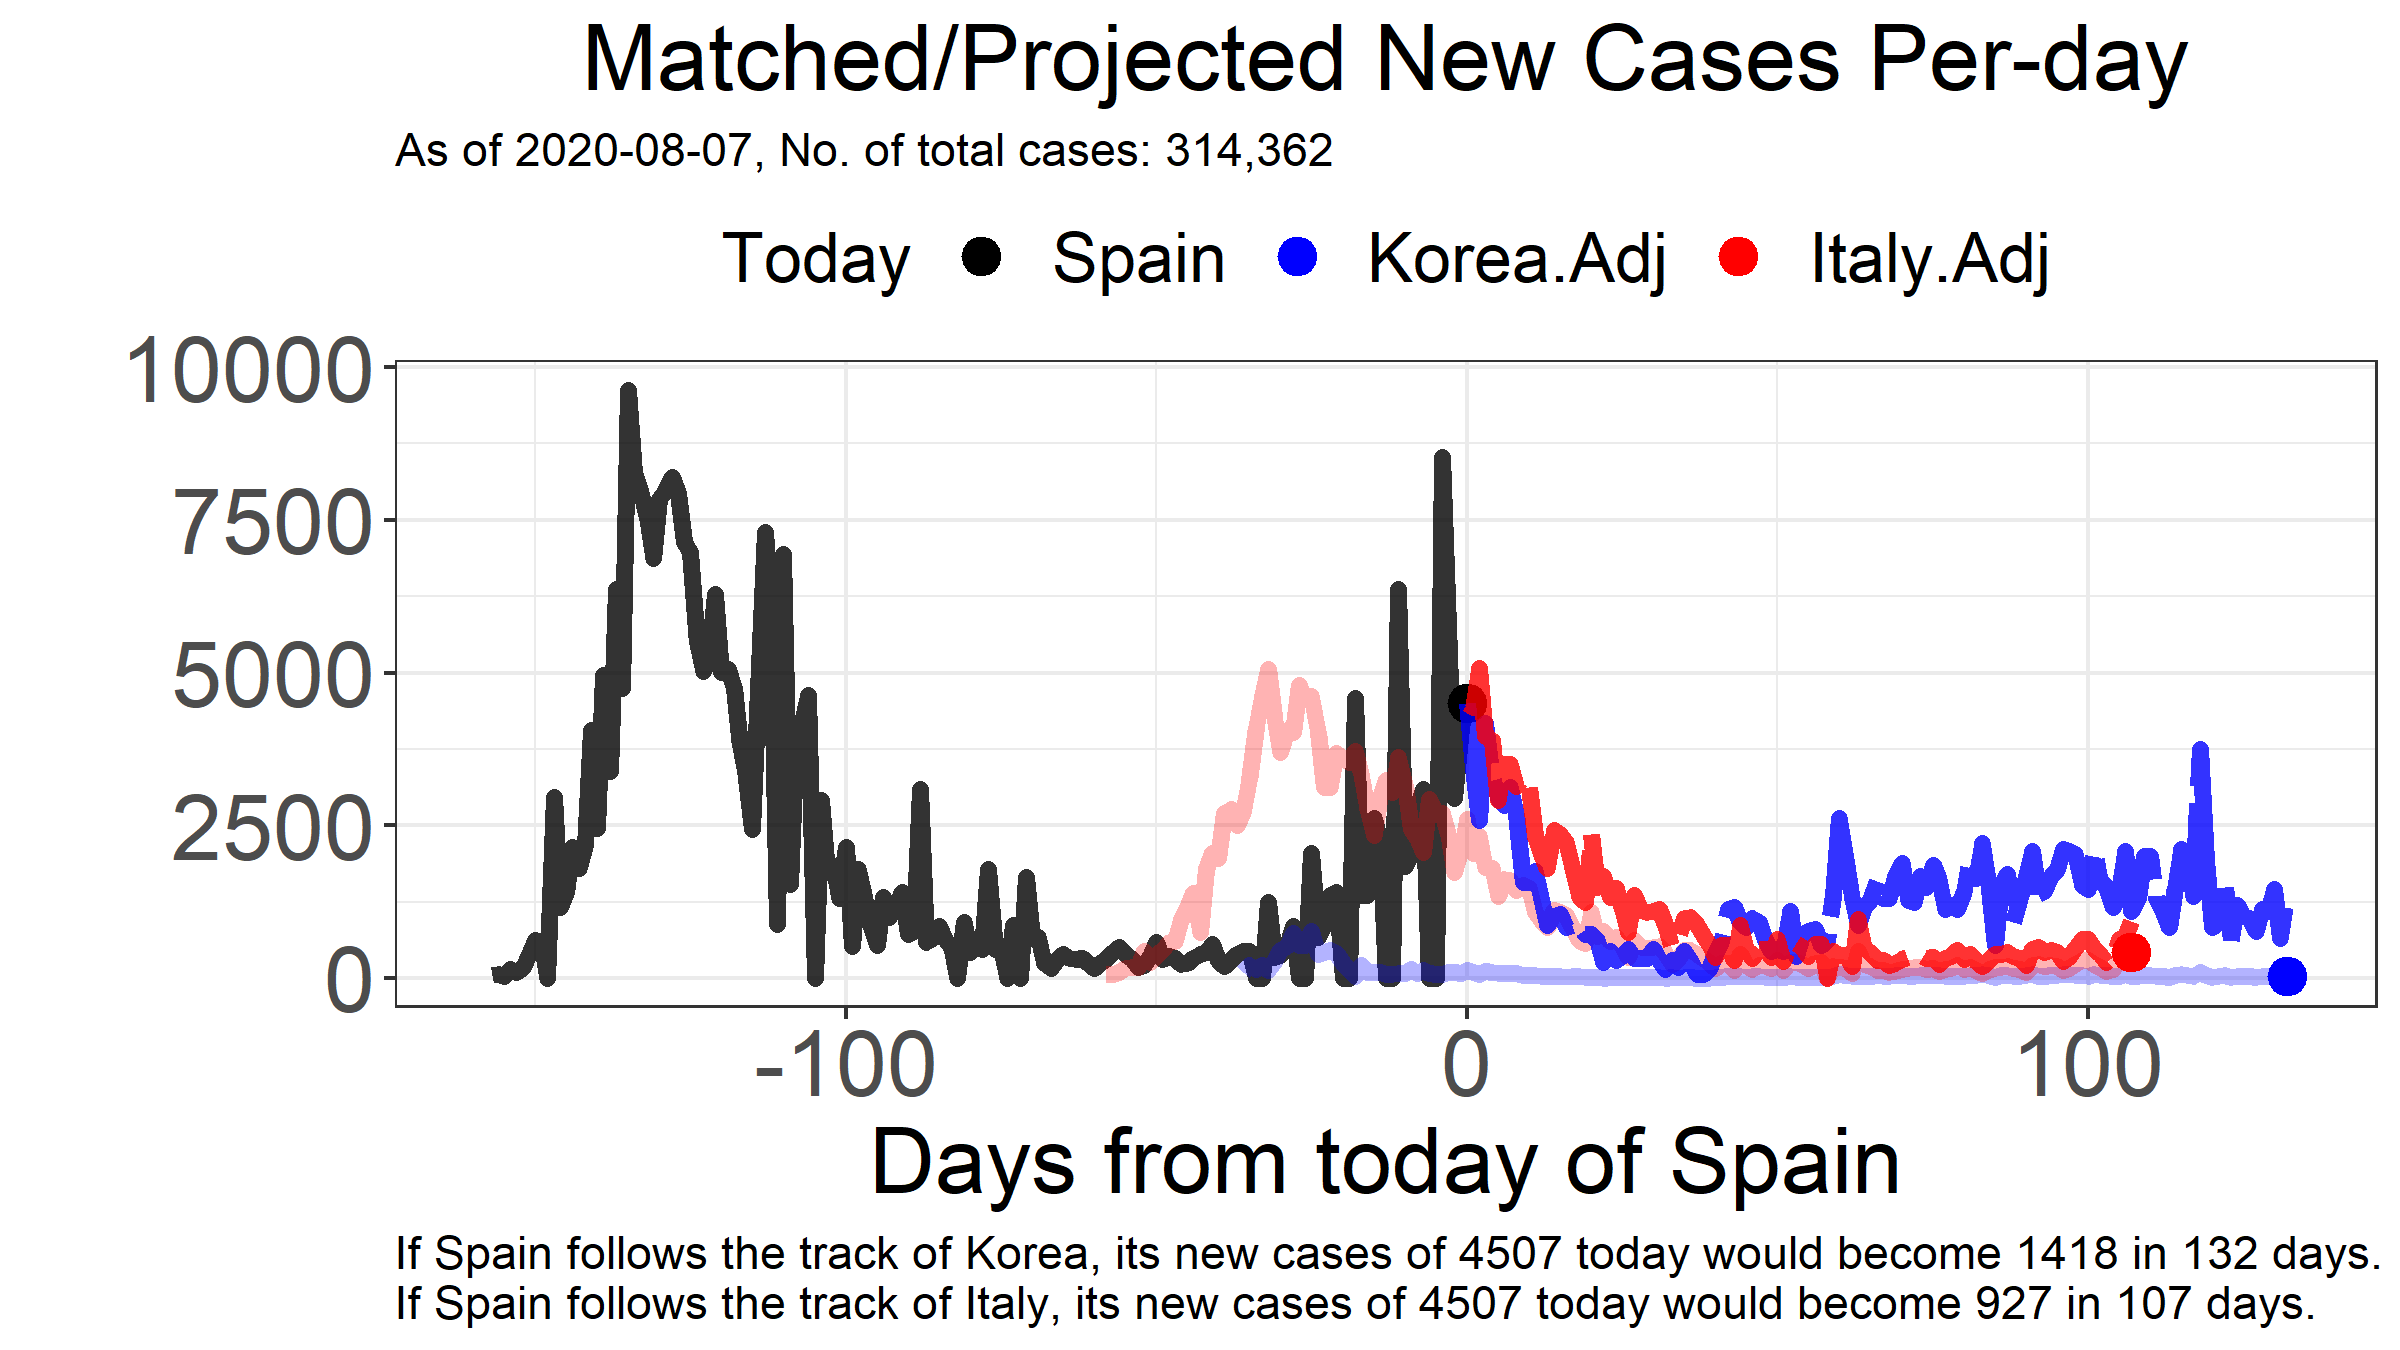 Matched/Projected New Cases Per-day
As of 2020-08-07, No. of total cases: 314,362
Today Spain Korea.Adj Italy.Adj
10000
7500
5000
2500
0
-100 0 100
Days from today of Spain
If Spain follows the track of Korea, its new cases of 4507 today would become 1418 in 132 days.
If Spain follows the track of Italy, its new cases of 4507 today would become 927 in 107 days.